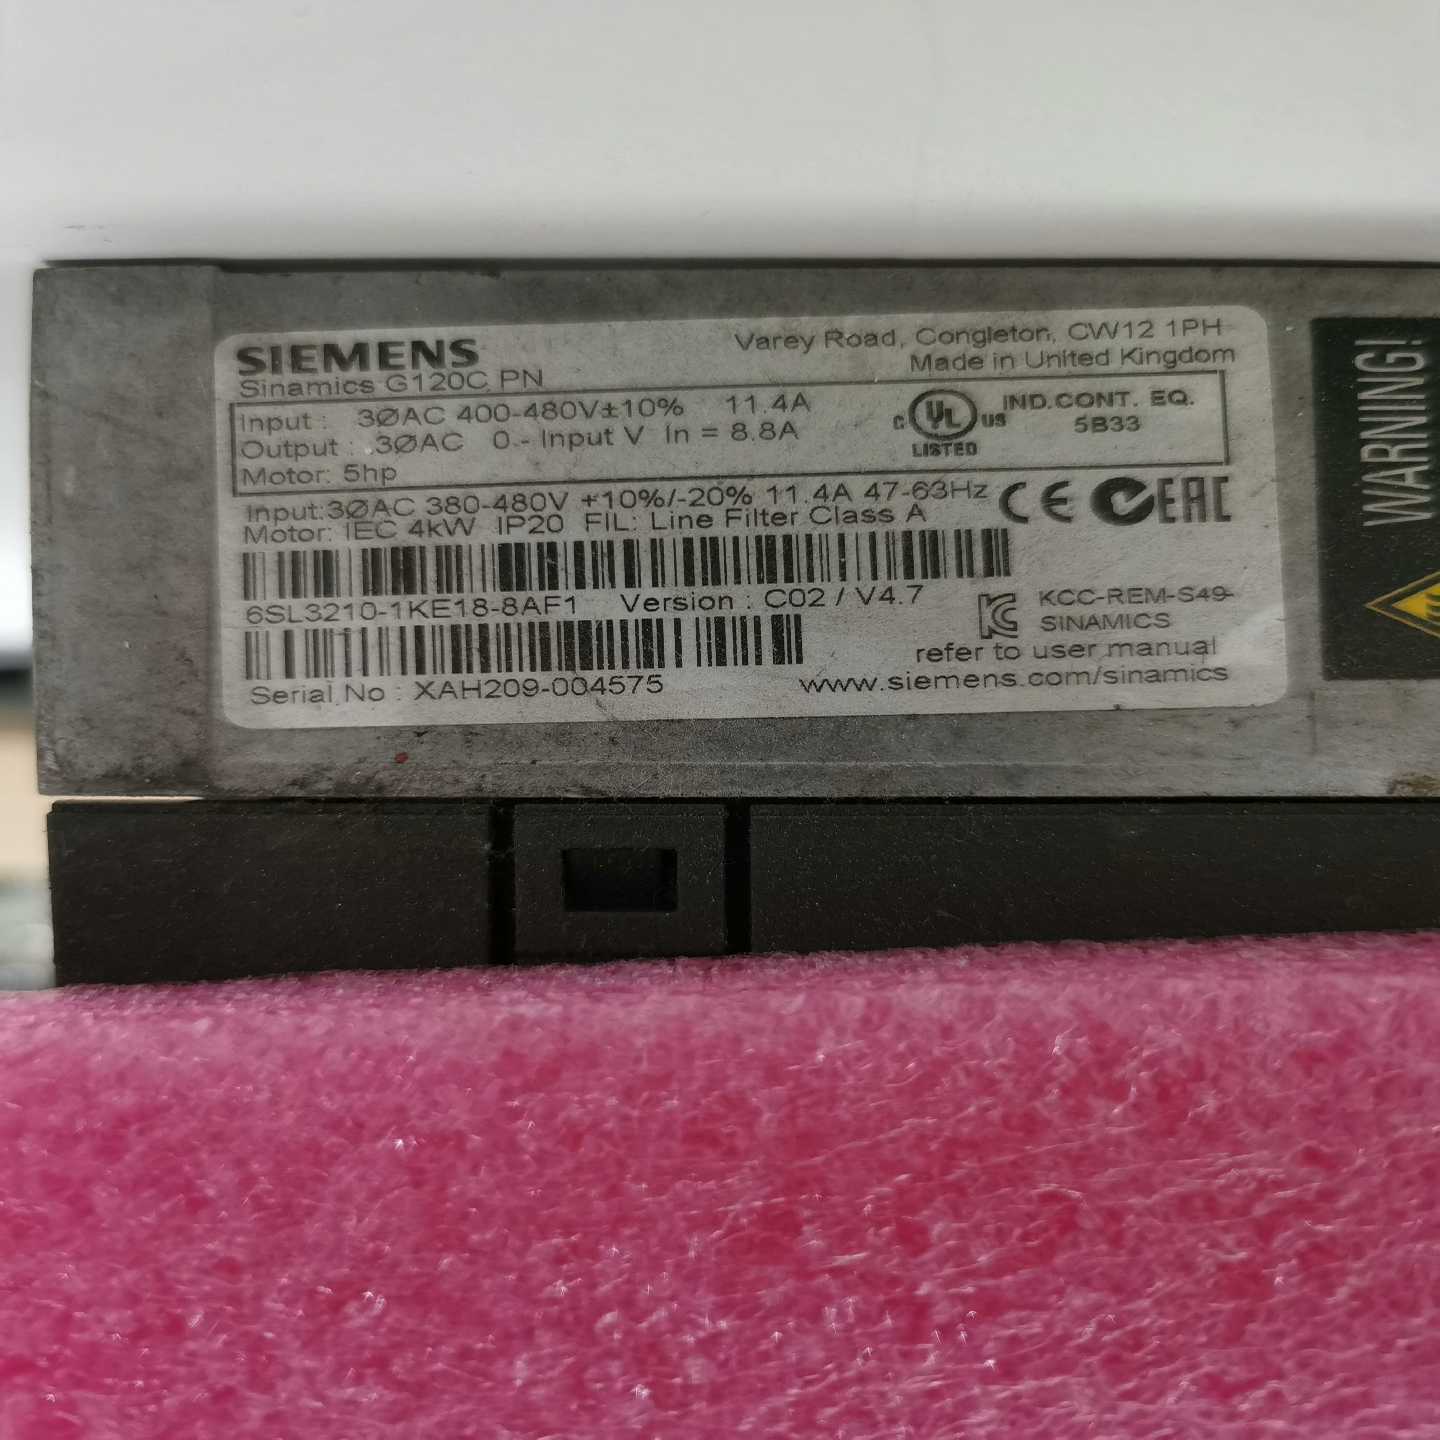 SIEMENS
Sinamics G120C PN
Varey Road, Congleton, CW12 1PH
Made in United Kingdom
Input : 3ØAC 400-480V±10% 11.4A
Output : 3ØAC 0.- Input V In = 8.8A
Motor: 5hp
C UL US
LISTED
IND.CONT. EQ.
5B33
Input:3ØAC 380-480V +10%/-20% 11.4A 47-63Hz
Motor: IEC 4kW IP20 FIL: Line Filter Class A
CE EAC
6SL3210-1KE18-8AF1 Version : C02 / V4.7
Serial No : XAH209-004575
KCC-REM-S49-
SINAMICS
refer to user manual
www.siemens.com/sinamics
WARNING!